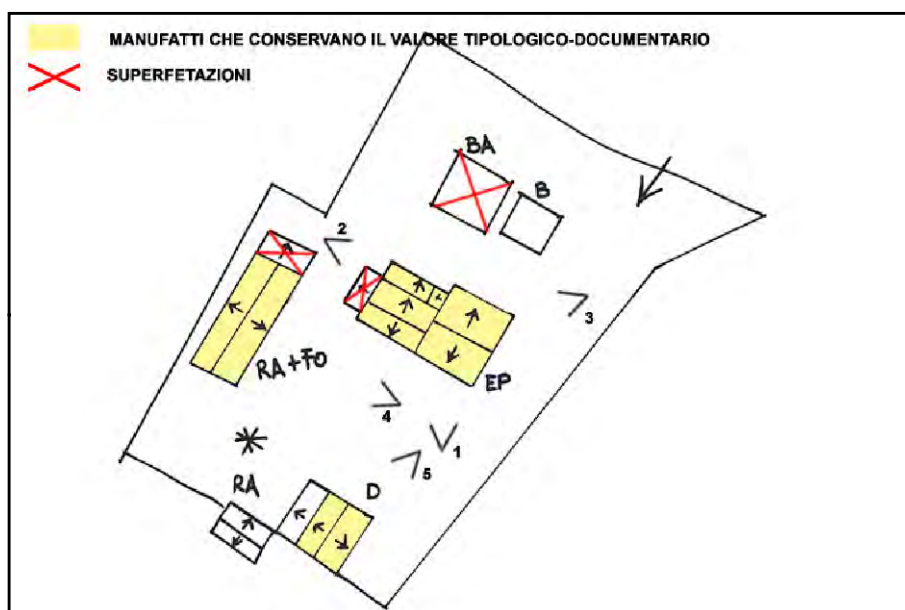 MANUFATTI CHE CONSERVANO IL VALORE TIPOLOGICO-DOCUMENTARIO
SUPERFETAZIONI
BA
B
2
3
RA+FO
EP
4
1
5
RA
D